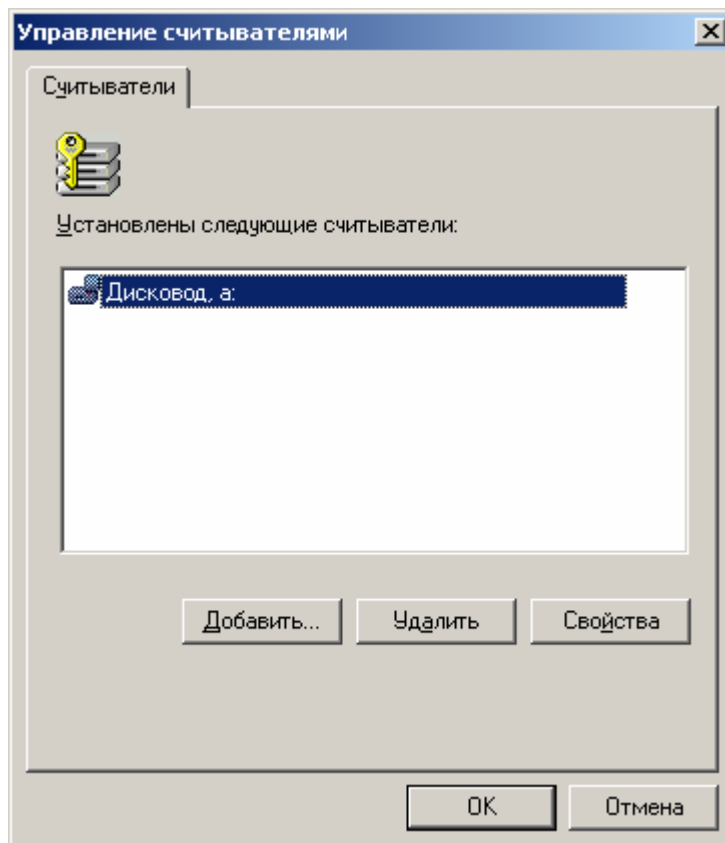 Управление считывателями
Считыватели
Установлены следующие считыватели:
Дисковод, а:
Добавить...
Удалить
Свойства
OK
Отмена